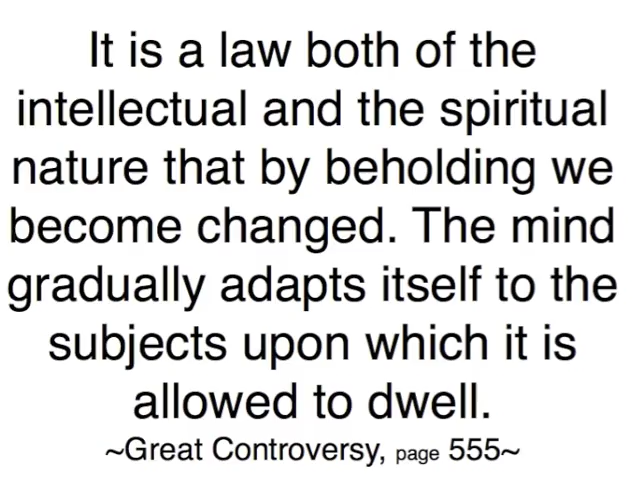 It is a law both of the
intellectual and the spiritual
nature that by beholding we
become changed. The mind
gradually adapts itself to the
subjects upon which it is
allowed to dwell.
~Great Controversy, page 555~